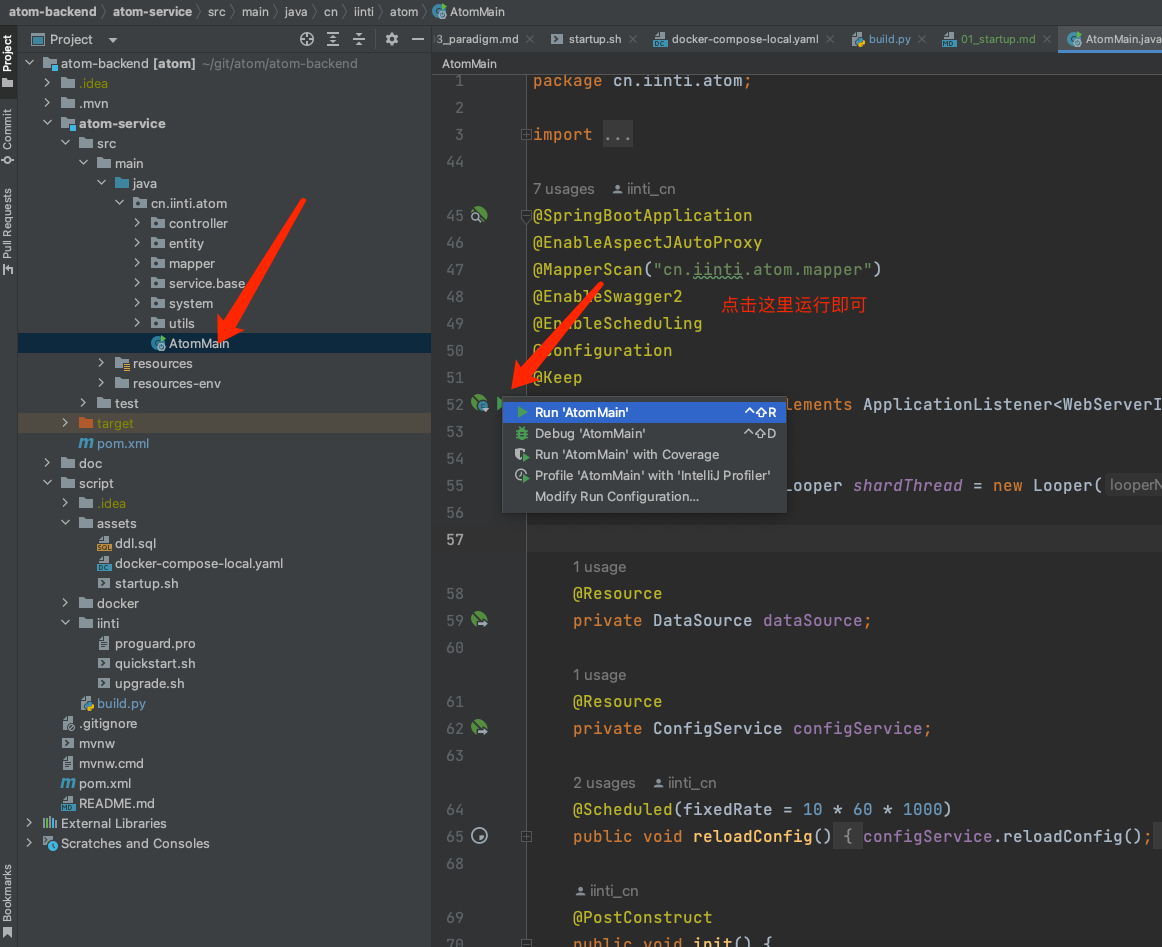 atom-backend 〉 atom-service 〉 src 〉 main 〉 java 〉 cn 〉 iinti 〉 atom 〉 AtomMain
Project
3_paradigm.md × startup.sh × docker-compose-local.yaml × build.py × 01_startup.md × AtomMain.java
Project
Commit
Pull Requests
Bookmarks
atom-backend [atom] ~/git/atom/atom-backend
.idea
.mvn
atom-service
src
main
java
cn.iinti.atom
controller
entity
mapper
service.base
system
utils
AtomMain
resources
resources-env
test
target
pom.xml
doc
script
.idea
assets
ddl.sql
docker-compose-local.yaml
startup.sh
docker
iinti
proguard.pro
quickstart.sh
upgrade.sh
build.py
.gitignore
mvnw
mvnw.cmd
pom.xml
README.md
External Libraries
Scratches and Consoles
AtomMain
1 package cn.iinti.atom;
2
3 import ...
44
7 usages iinti_cn
45 @SpringBootApplication
46 @EnableAspectJAutoProxy
47 @MapperScan("cn.iinti.atom.mapper")
48 @EnableSwagger2
点击这里运行即可
49 @EnableScheduling
50 @Configuration
51 @Keep
52 lements ApplicationListener<WebServerI
Run 'AtomMain' ^⇧R
53
Debug 'AtomMain' ^⇧D
54
Run 'AtomMain' with Coverage
55 Looper shardThread = new Looper( looperN
Profile 'AtomMain' with 'IntelliJ Profiler'
Modify Run Configuration...
56
57
1 usage
58 @Resource
59 private DataSource dataSource;
60
1 usage
61 @Resource
62 private ConfigService configService;
63
2 usages iinti_cn
64 @Scheduled(fixedRate = 10 * 60 * 1000)
65 public void reloadConfig() { configService.reloadConfig();
68
iinti_cn
69 @PostConstruct
70 public void init() {